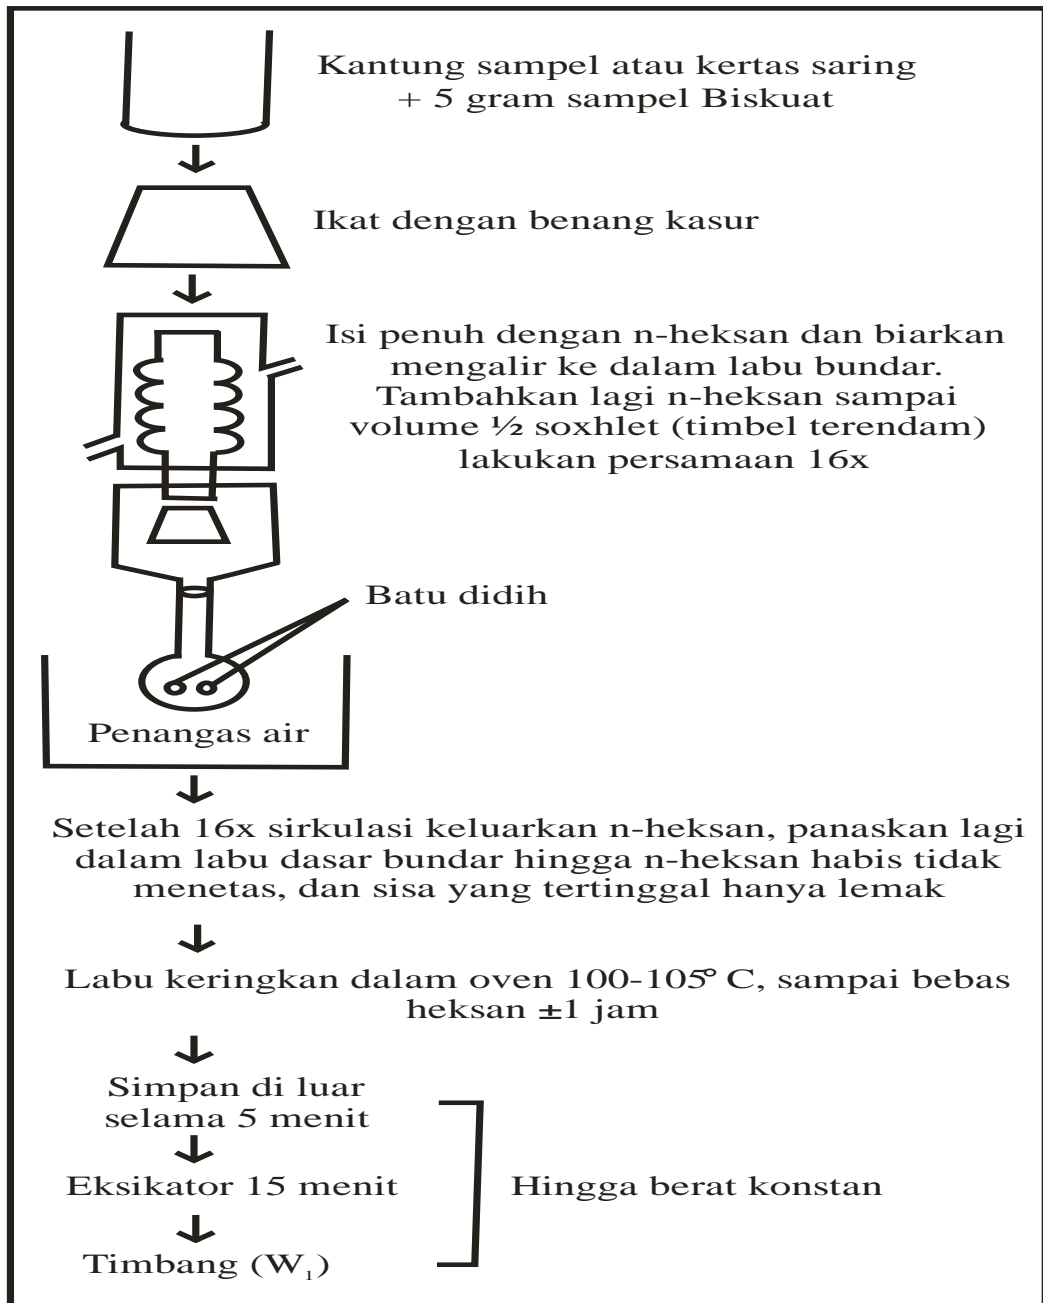 Kantung sampel atau kertas saring
+ 5 gram sampel Biskuat
Ikat dengan benang kasur
Isi penuh dengan n-heksan dan biarkan
mengalir ke dalam labu bundar.
Tambahkan lagi n-heksan sampai
volume ½ soxhlet (timbel terendam)
lakukan persamaan 16x
Batu didih
Penangas air
Setelah 16x sirkulasi keluarkan n-heksan, panaskan lagi
dalam labu dasar bundar hingga n-heksan habis tidak
menetas, dan sisa yang tertinggal hanya lemak
Labu keringkan dalam oven 100-105° C, sampai bebas
heksan ±1 jam
Simpan di luar
selama 5 menit
Eksikator 15 menit
Hingga berat konstan
Timbang (W₁)